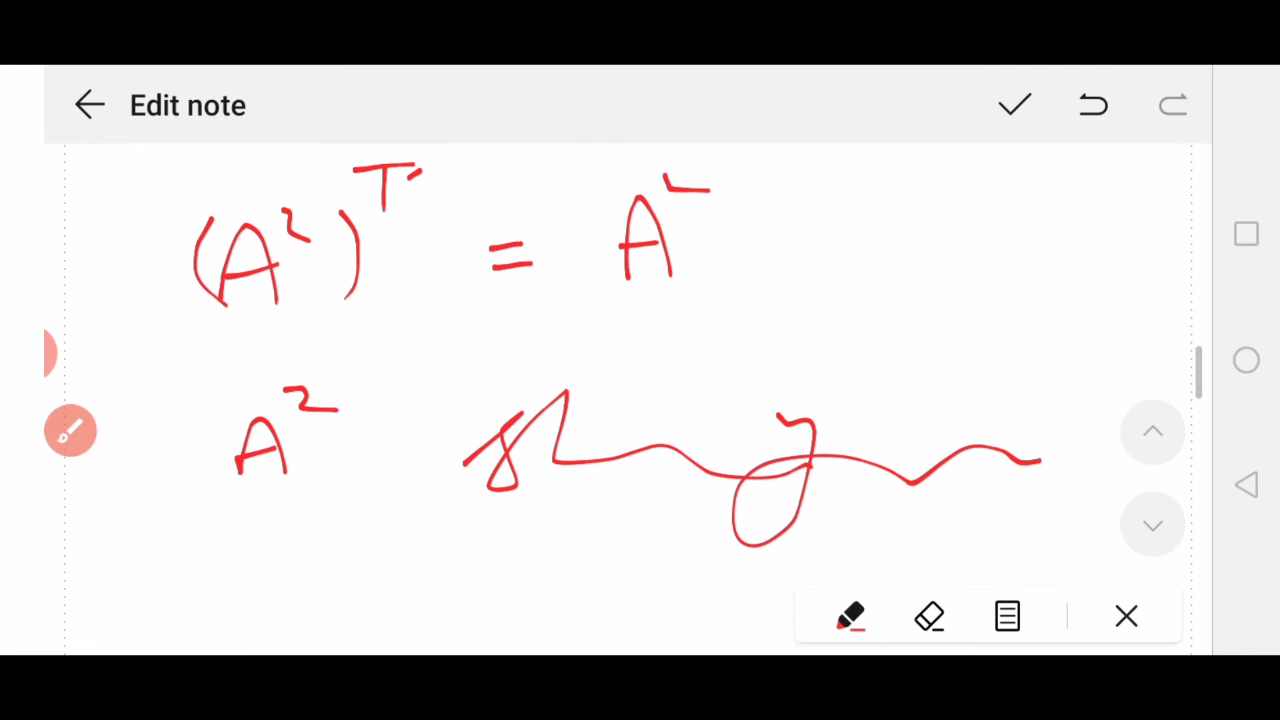 Edit note
(A²)ᵀ = A²
A²